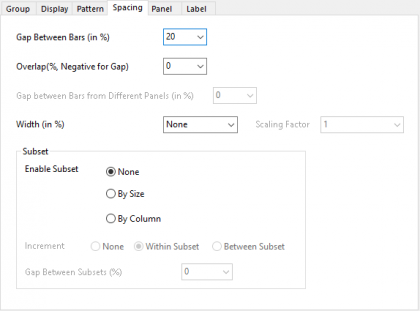 Group Display Pattern Spacing Panel Label
Gap Between Bars (in %) 20
Overlap(%, Negative for Gap) 0
Gap between Bars from Different Panels (in %) 0
Width (in %) None Scaling Factor 1
Subset
Enable Subset None
By Size
By Column
Increment None Within Subset Between Subset
Gap Between Subsets (%) 0